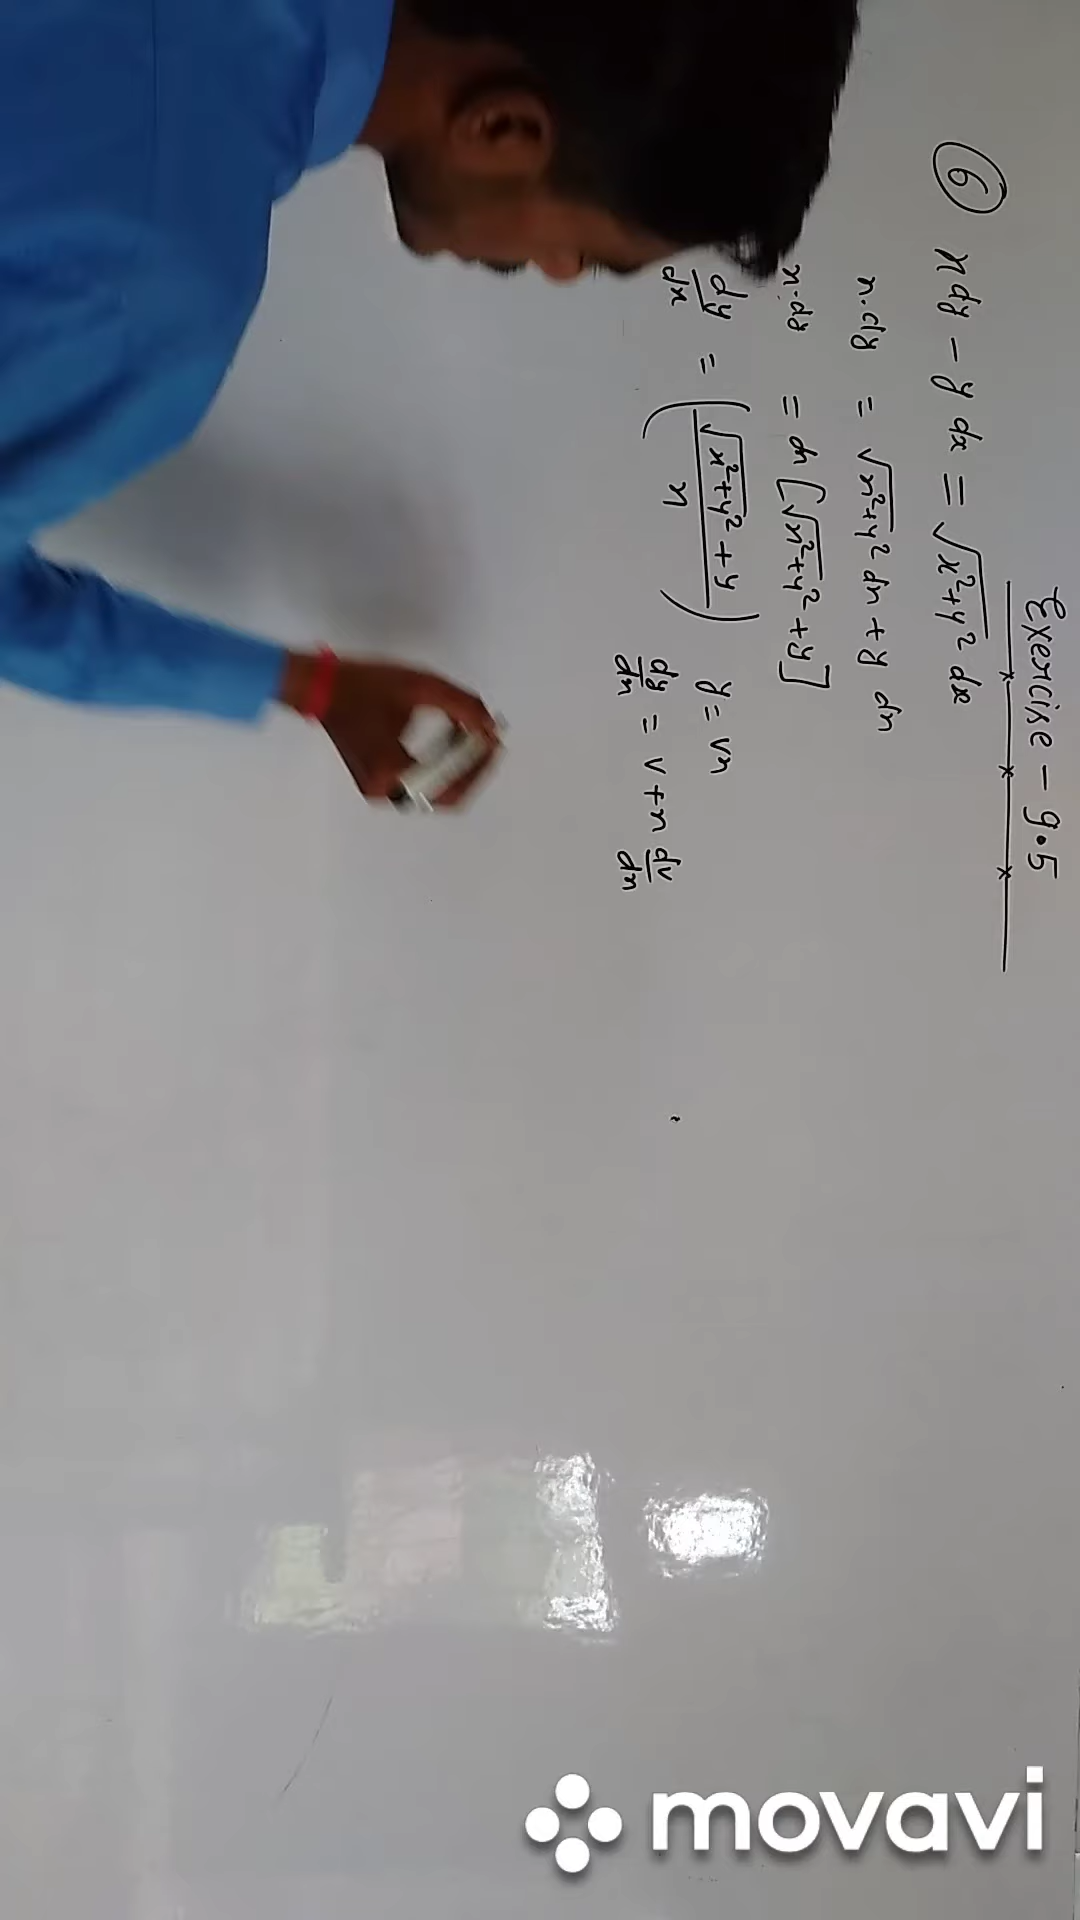 Exercise - 9.5
⑥ x dy - y dx = √x²+y² dx
x.dy = √x²+y² dx + y dx
x.dy = dx [√x²+y² + y]
dy/dx = (√x²+y² + y / x)
y = vx
dy/dx = v + x dv/dx
movavi